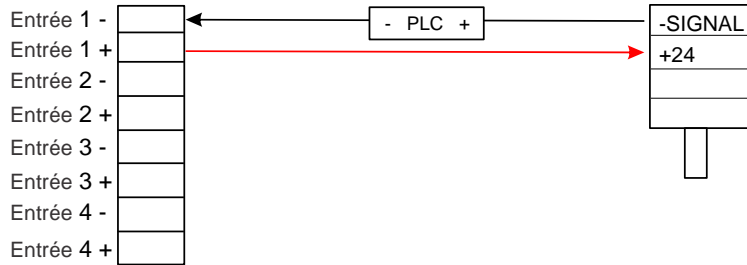 Entrée 1 -
Entrée 1 +
Entrée 2 -
Entrée 2 +
Entrée 3 -
Entrée 3 +
Entrée 4 -
Entrée 4 +
- PLC +
-SIGNAL
+24